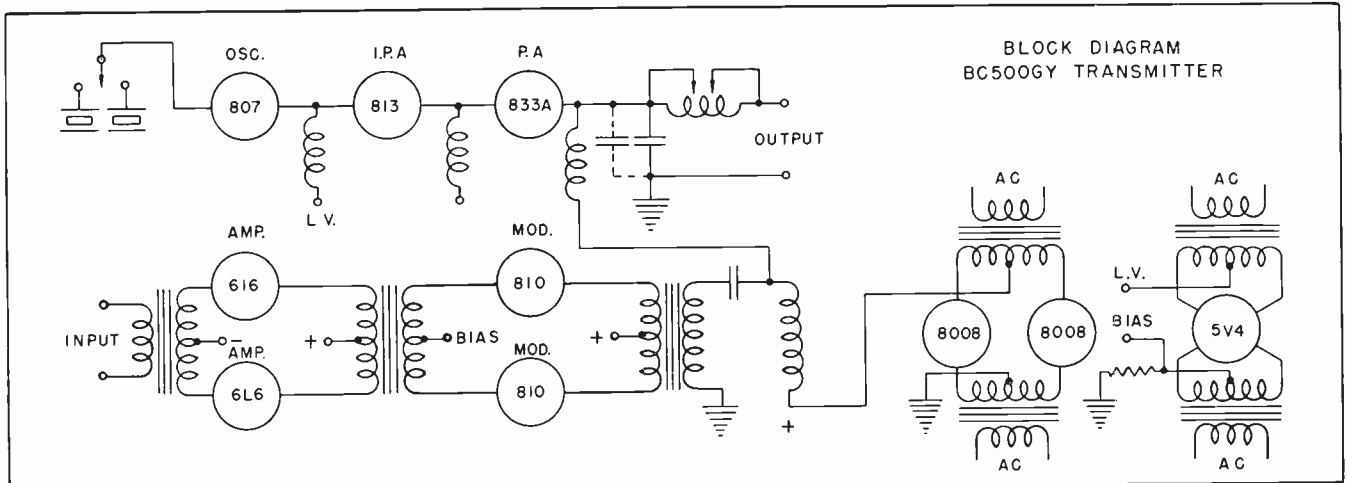 BLOCK DIAGRAM
BC500GY TRANSMITTER
OSC.
I.P.A
P.A
807
813
833A
OUTPUT
L.V.
AC
AC
AMP.
MOD.
616
810
L.V.
INPUT
-
+
BIAS
+
8008
8008
BIAS
5V4
AMP.
MOD.
6L6
810
+
AC
AC